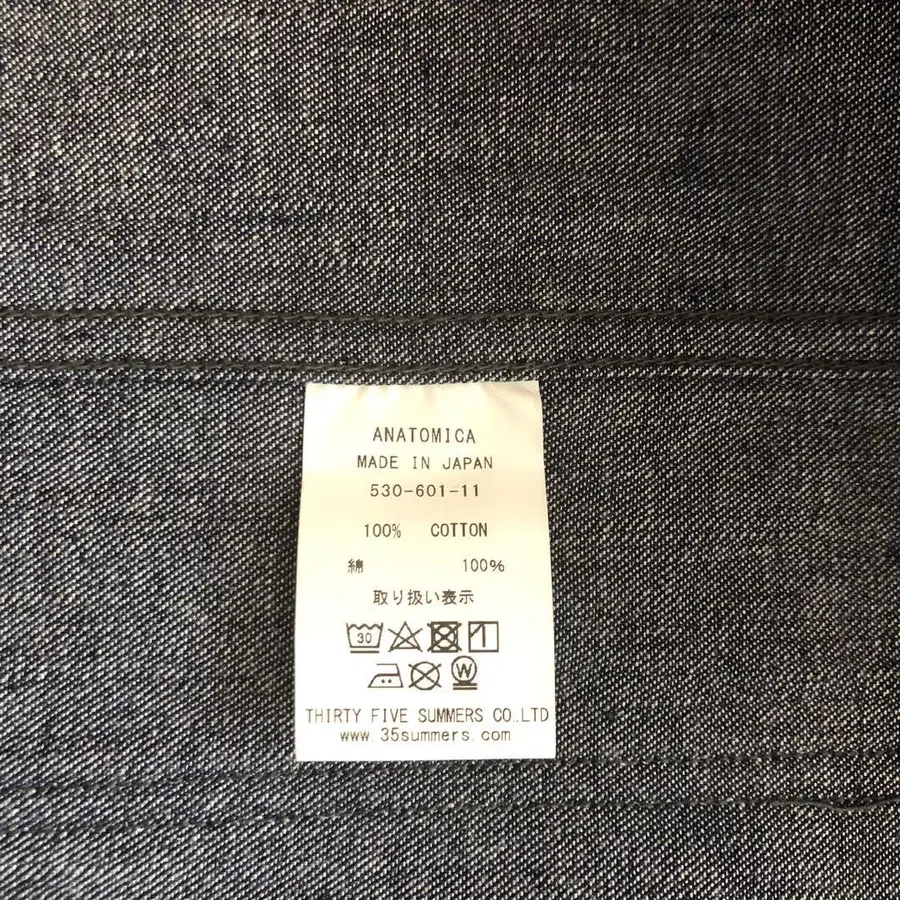 ANATOMICA
MADE IN JAPAN
530-601-11
100% COTTON
綿 100%
取り扱い表示
30
W
THIRTY FIVE SUMMERS CO.,LTD
www.35summers.com